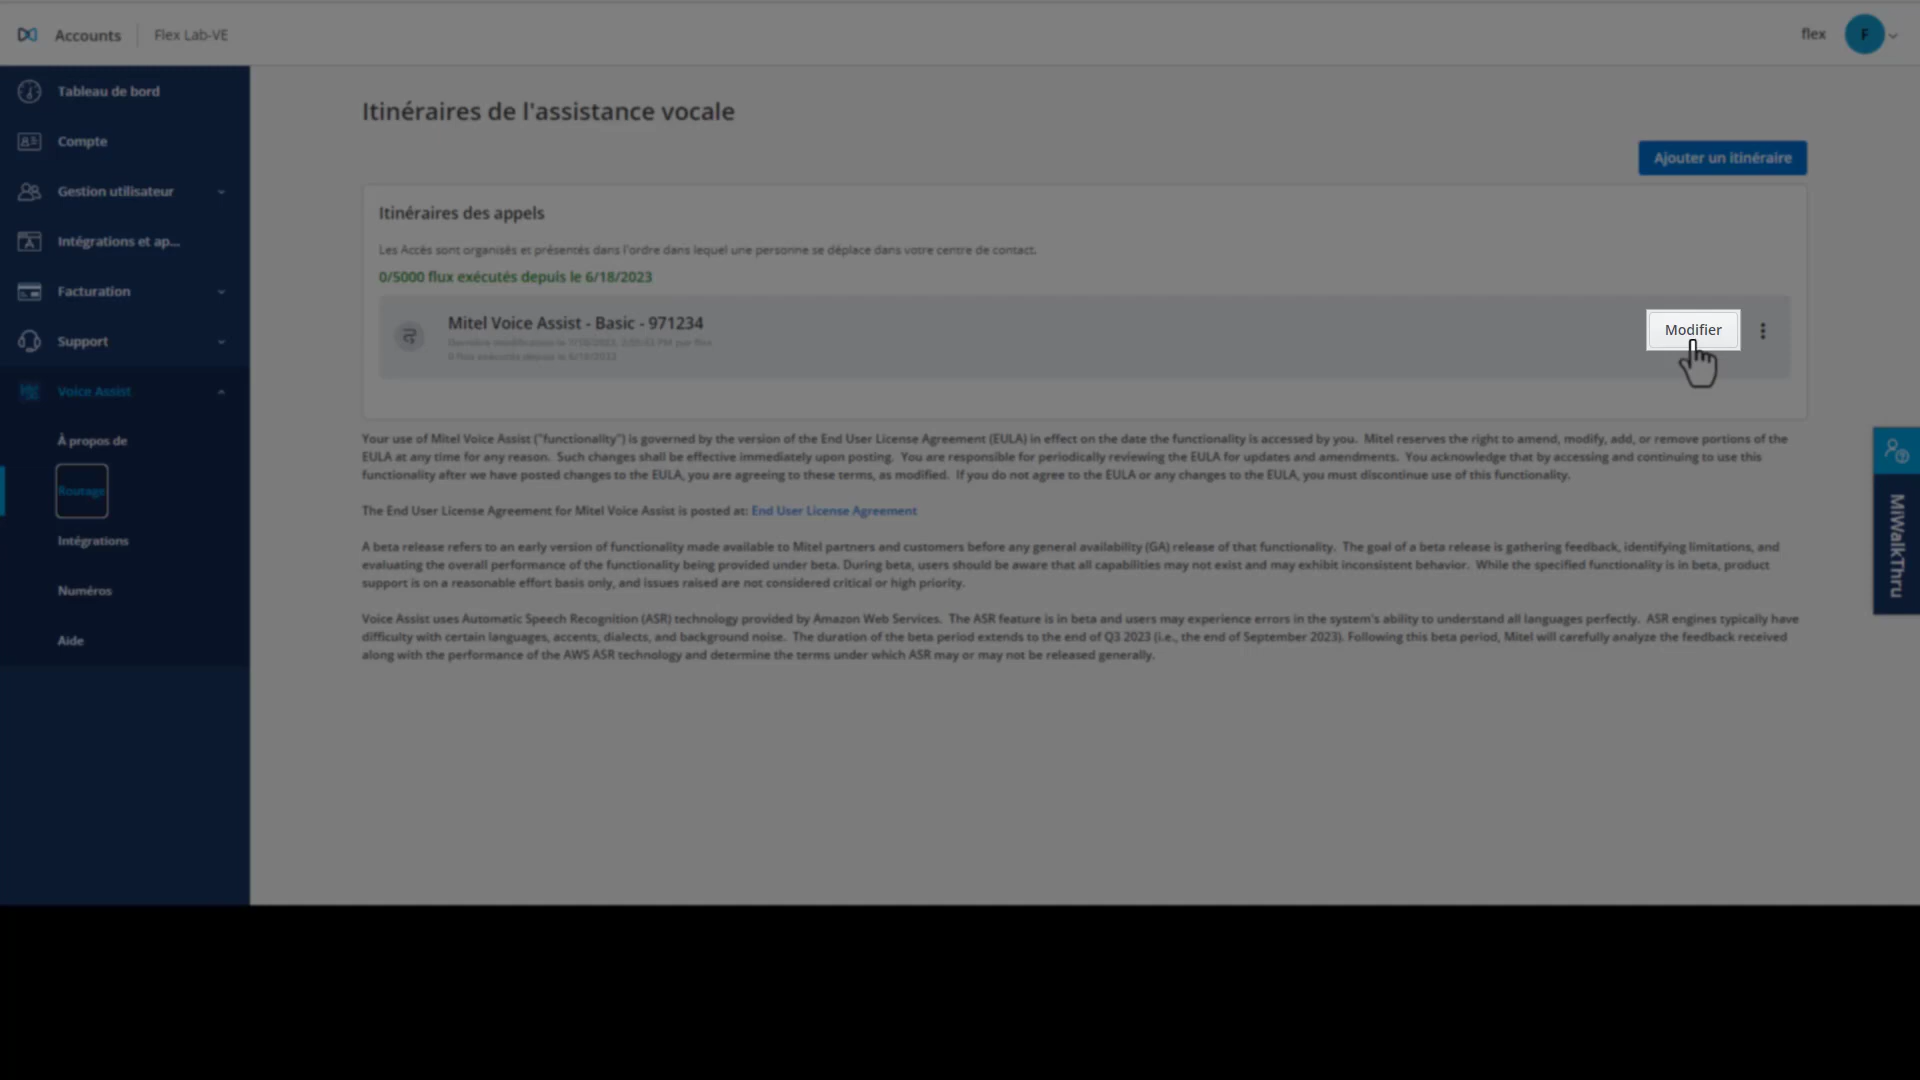 Accounts
Flex Lab-VE
flex
F
Tableau de bord
Compte
Gestion utilisateur
Intégrations et ap...
Facturation
Support
Voice Assist
À propos de
Routage
Intégrations
Numéros
Aide
Itinéraires de l'assistance vocale
Ajouter un itinéraire
Itinéraires des appels
Les Accès sont organisés et présentés dans l'ordre dans lequel une personne se déplace dans votre centre de contact.
0/5000 flux exécutés depuis le 6/18/2023
Mitel Voice Assist - Basic - 971234
Dernière modification le 7/10/2023, par flex
0 flux exécutés depuis le 6/18/2023
Modifier
Your use of Mitel Voice Assist ("functionality") is governed by the version of the End User License Agreement (EULA) in effect on the date the functionality is accessed by you. Mitel reserves the right to amend, modify, add, or remove portions of the
EULA at any time for any reason. Such changes shall be effective immediately upon posting. You are responsible for periodically reviewing the EULA for updates and amendments. You acknowledge that by accessing and continuing to use this
functionality after we have posted changes to the EULA, you are agreeing to these terms, as modified. If you do not agree to the EULA or any changes to the EULA, you must discontinue use of this functionality.
The End User License Agreement for Mitel Voice Assist is posted at: End User License Agreement
A beta release refers to an early version of functionality made available to Mitel partners and customers before any general availability (GA) release of that functionality. The goal of a beta release is gathering feedback, identifying limitations, and
evaluating the overall performance of the functionality being provided under beta. During beta, users should be aware that all capabilities may not exist and may exhibit inconsistent behavior. While the specified functionality is in beta, product
support is on a reasonable effort basis only, and issues raised are not considered critical or high priority.
Voice Assist uses Automatic Speech Recognition (ASR) technology provided by Amazon Web Services. The ASR feature is in beta and users may experience errors in the system's ability to understand all languages perfectly. ASR engines typically have
difficulty with certain languages, accents, dialects, and background noise. The duration of the beta period extends to the end of Q3 2023 (i.e., the end of September 2023). Following this beta period, Mitel will carefully analyze the feedback received
along with the performance of the AWS ASR technology and determine the terms under which ASR may or may not be released generally.
MiWalkThru